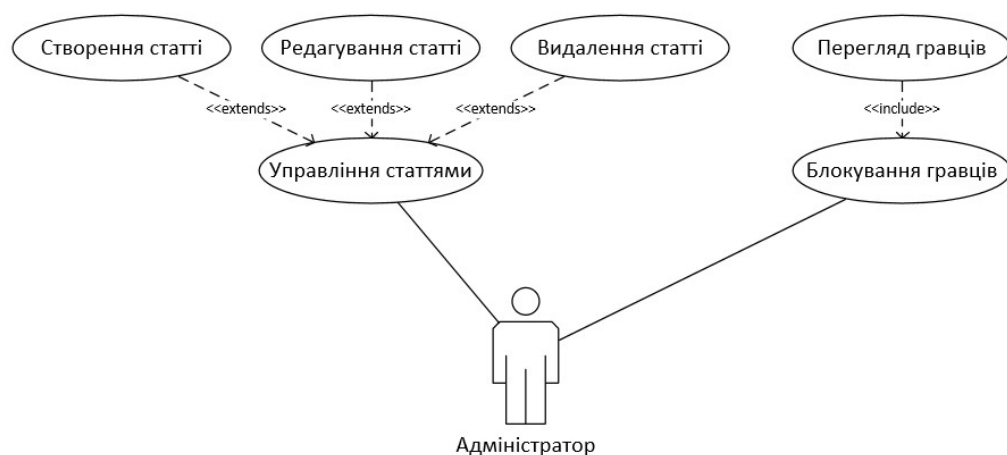 Створення статті
Редагування статті
Видалення статті
Перегляд гравців
<<extends>>
<<extends>>
<<extends>>
<<include>>
Управління статтями
Блокування гравців
Адміністратор